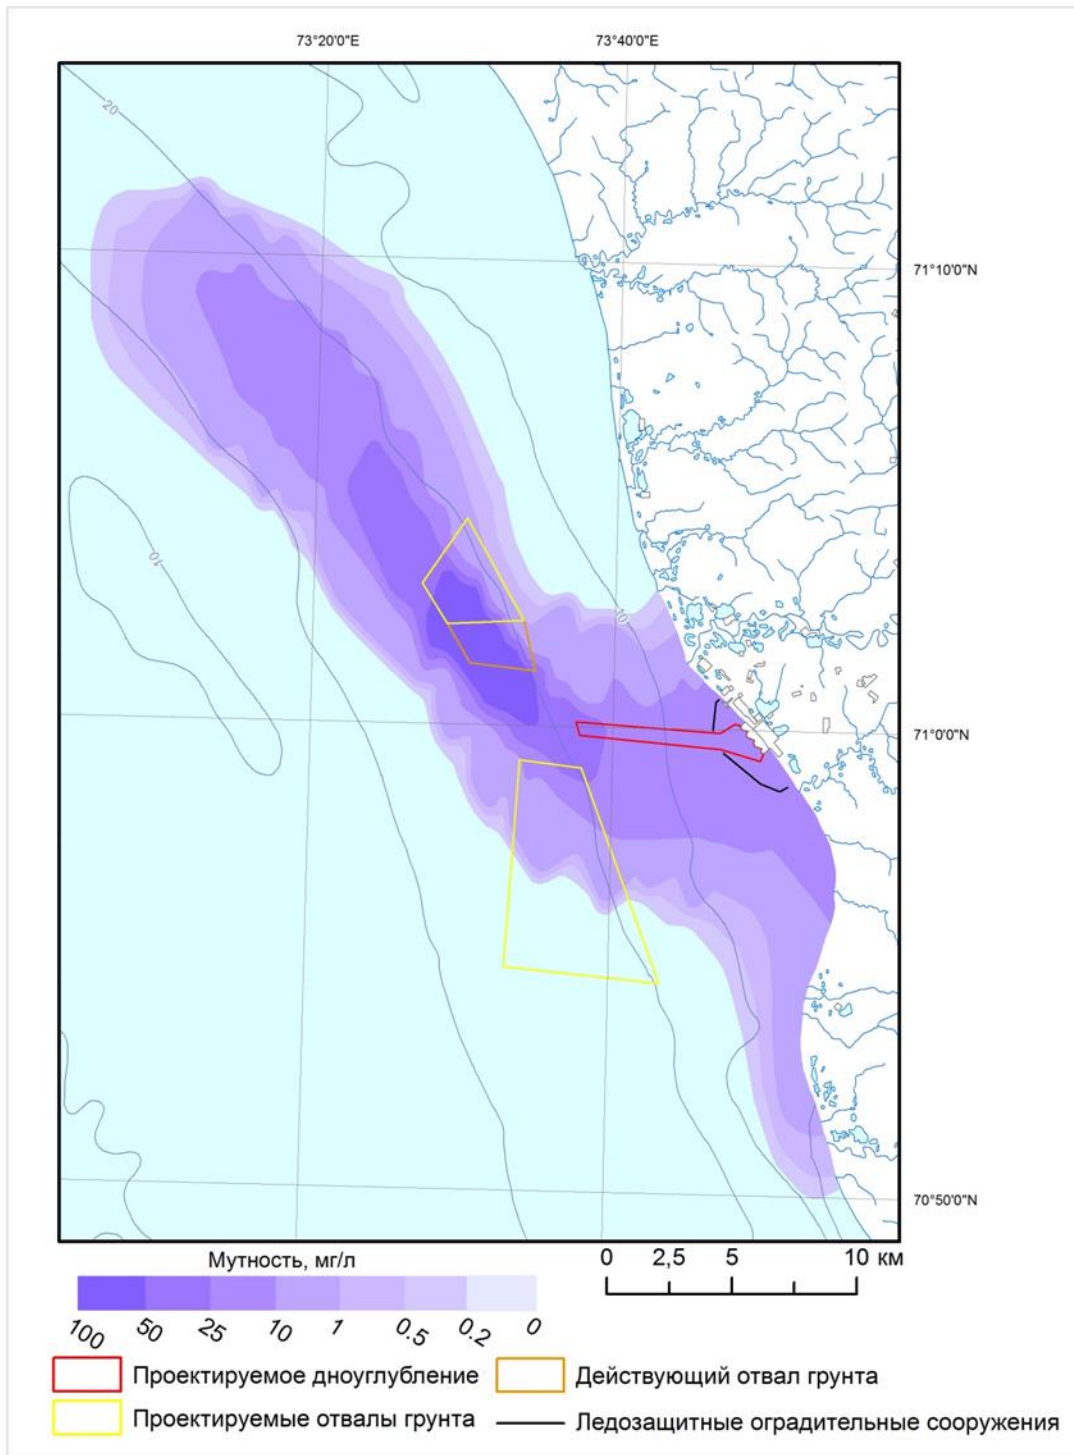 73°20'0"E 73°40'0"E
20
71°10'0"N
10
10
71°0'0"N
70°50'0"N
Мутность, мг/л
0 2,5 5 10 км
100 50 25 10 1 0.5 0.2 0
Проектируемое дноуглубление
Действующий отвал грунта
Проектируемые отвалы грунта
Ледозащитные оградительные сооружения